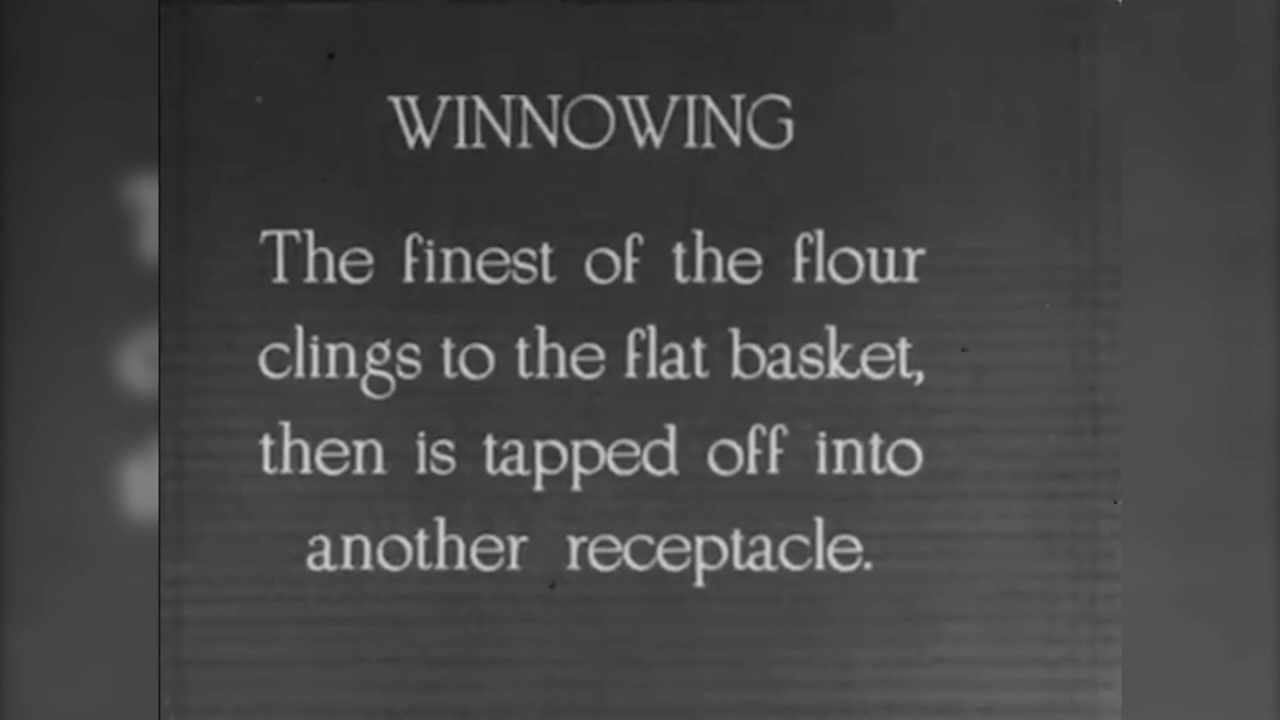 WINNOWING
The finest of the flour
clings to the flat basket,
then is tapped off into
another receptacle.